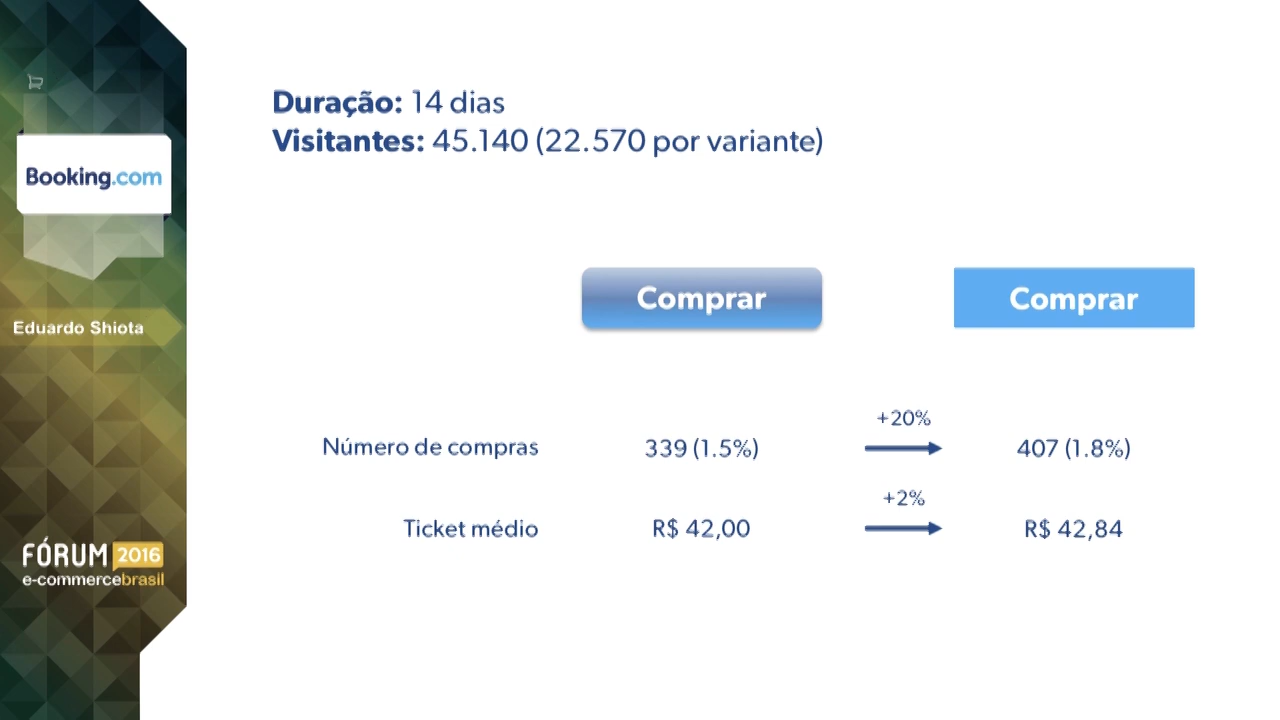 Booking.com
Eduardo Shiota
FÓRUM 2016
e-commercebrasil
Duração: 14 dias
Visitantes: 45.140 (22.570 por variante)
Comprar
Comprar
+20%
Número de compras 339 (1.5%) 407 (1.8%)
+2%
Ticket médio R$ 42,00 R$ 42,84